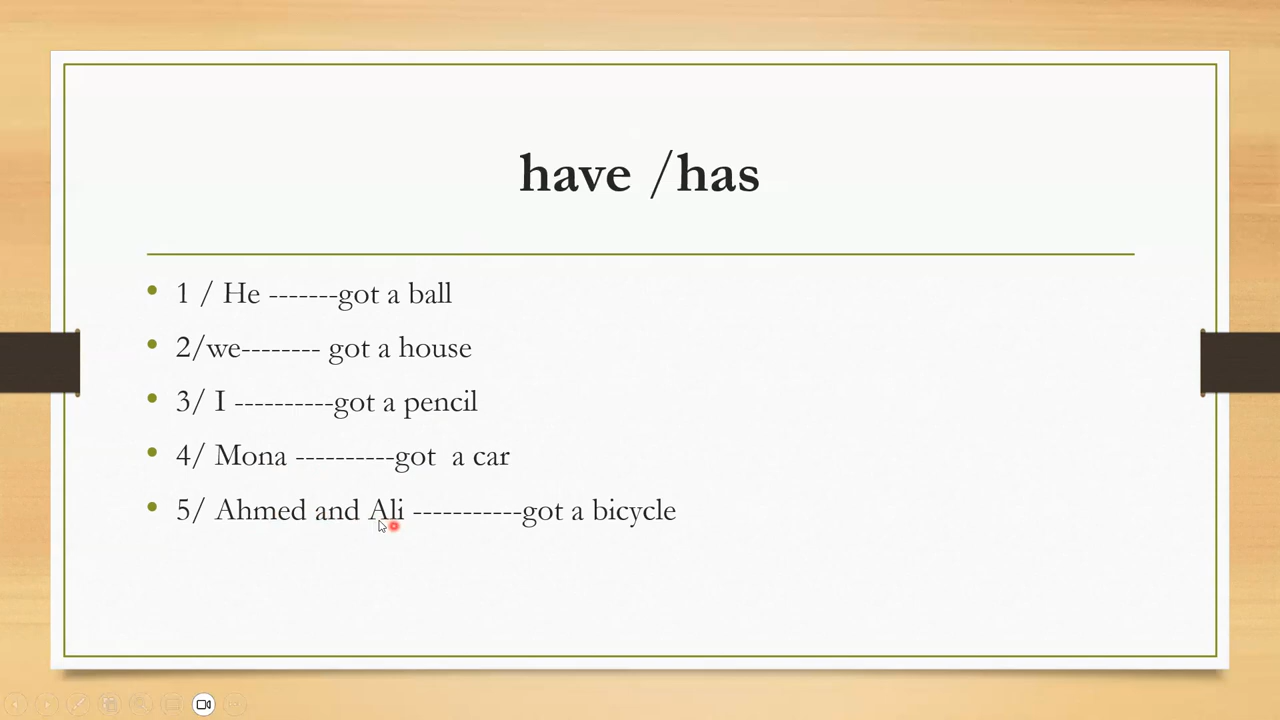 have /has
• 1 / He -------got a ball
• 2/we-------- got a house
• 3/ I ----------got a pencil
• 4/ Mona ----------got  a car
• 5/ Ahmed and Ali -----------got a bicycle